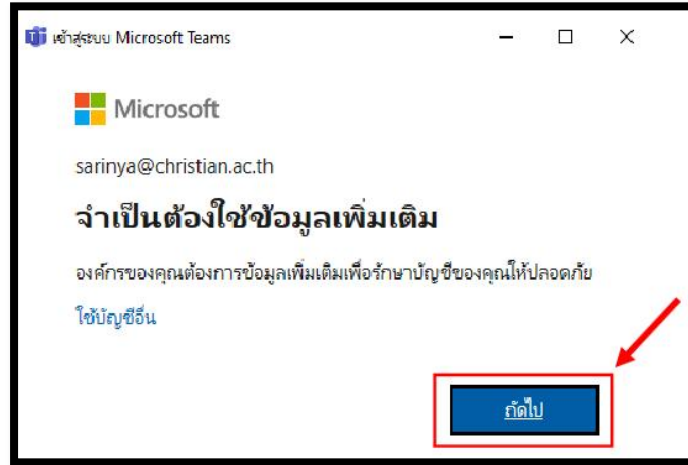 เข้าสู่ระบบ Microsoft Teams
Microsoft
sarinya@christian.ac.th
จำเป็นต้องใช้ข้อมูลเพิ่มเติม
องค์กรของคุณต้องการข้อมูลเพิ่มเติมเพื่อรักษาบัญชีของคุณให้ปลอดภัย
ใช้บัญชีอื่น
ถัดไป